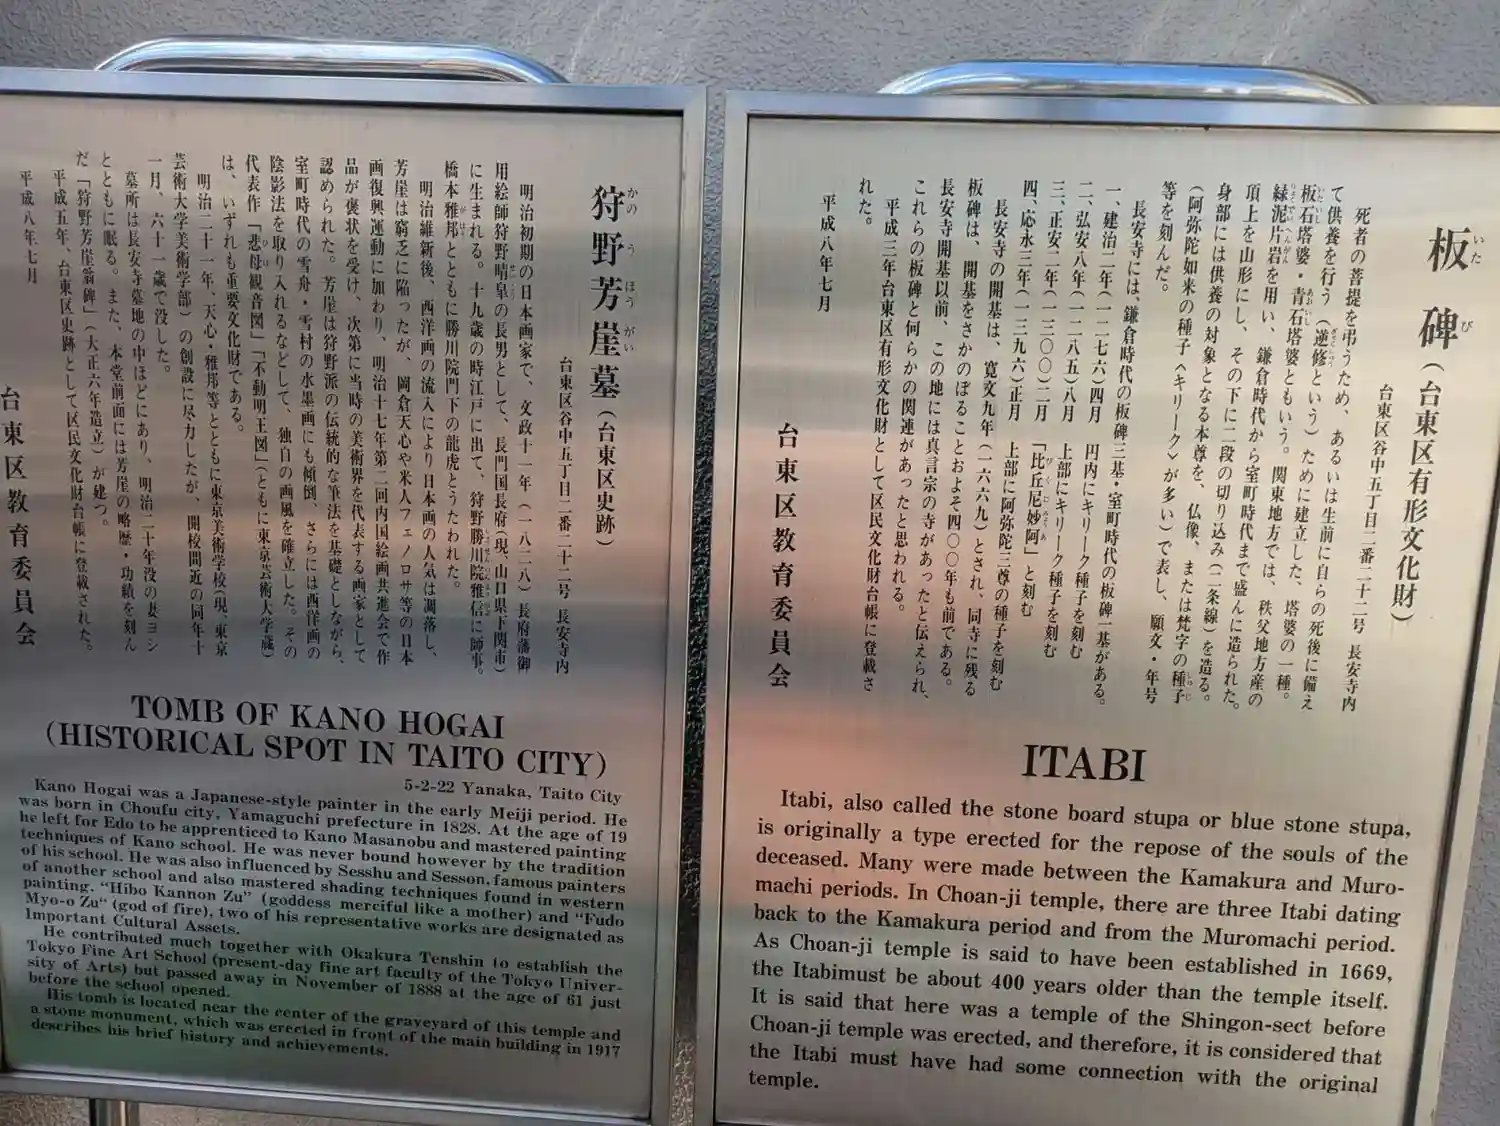 かのうほうがい
狩野芳崖墓（台東区史跡）
台東区谷中五丁目二番二十二号 長安寺内
明治初期の日本画家で、文政十一年（一八二八）長府藩御
用絵師狩野晴皐の長男として、長門国長府（現、山口県下関市）
に生まれる。十九歳の時江戸に出て、狩野勝川院雅信に師事。
橋本雅邦とともに勝川院門下の龍虎とうたわれた。
明治維新後、西洋画の流入により日本画の人気は凋落し、
芳崖は窮乏に陥ったが、岡倉天心や米人フェノロサ等の日本
画復興運動に加わり、明治十七年第二回内国絵画共進会で作
品が褒状を受け、次第に当時の美術界を代表する画家として
認められた。芳崖は狩野派の伝統的な筆法を基礎としながら、
室町時代の雪舟・雪村の水墨画にも傾倒、さらには西洋画の
陰影法を取り入れるなどして、独自の画風を確立した。その
代表作「悲母観音図」「不動明王図」（ともに東京芸術大学蔵）
は、いずれも重要文化財である。
明治二十一年、天心・雅邦等とともに東京美術学校（現、東京
芸術大学美術学部）の創設に尽力したが、開校間近の同年十
一月、六十一歳で没した。
墓所は長安寺墓地の中ほどにあり、明治二十年没の妻ヨシ
とともに眠る。また、本堂前面には芳崖の略歴・功績を刻ん
だ「狩野芳崖翁碑」（大正六年造立）が建つ。
平成五年、台東区史跡として区民文化財台帳に登載された。
平成八年七月
台東区教育委員会
TOMB OF KANO HOGAI
(HISTORICAL SPOT IN TAITO CITY)
5-2-22 Yanaka, Taito City
Kano Hogai was a Japanese-style painter in the early Meiji period. He
was born in Choufu city, Yamaguchi prefecture in 1828. At the age of 19
he left for Edo to be apprenticed to Kano Masanobu and mastered painting
techniques of Kano school. He was never bound however by the tradition
of his school. He was also influenced by Sesshu and Sesson, famous painters
of another school and also mastered shading techniques found in western
painting. “Hibo Kannon Zu” (goddess merciful like a mother) and “Fudo
Myo-o Zu“ (god of fire), two of his representative works are designated as
Important Cultural Assets.
He contributed much together with Okakura Tenshin to establish the
Tokyo Fine Art School (present-day fine art faculty of the Tokyo Univer-
sity of Arts) but passed away in November of 1888 at the age of 61 just
before the school opened.
His tomb is located near the center of the graveyard of this temple and
a stone monument, which was erected in front of the main building in 1917
describes his brief history and achievements.
いたび
板碑（台東区有形文化財）
台東区谷中五丁目二番二十二号 長安寺内
死者の菩提を弔うため、あるいは生前に自らの死後に備え
て供養を行う（逆修という）ために建立した、塔婆の一種。
板石塔婆・青石塔婆ともいう。関東地方では、秩父地方産の
緑泥片岩を用い、鎌倉時代から室町時代まで盛んに造られた。
頂上を山形にし、その下に二段の切り込み（二条線）を造る。
身部には供養の対象となる本尊を、仏像、または梵字の種子
（阿弥陀如来の種子〈キリーク〉が多い）で表し、願文・年号
等を刻んだ。
長安寺には、鎌倉時代の板碑三基・室町時代の板碑一基がある。
一、建治二年（一二七六）四月 円内にキリーク種子を刻む
二、弘安八年（一二八五）八月 上部にキリーク種子を刻む
三、正安二年（一三〇〇）二月 「比丘尼妙阿」と刻む
四、応永三年（一三九六）正月 上部に阿弥陀三尊の種子を刻む
長安寺の開基は、寛文九年（一六六九）とされ、同寺に残る
板碑は、開基をさかのぼることおよそ四〇〇年も前である。
長安寺開基以前、この地には真言宗の寺があったと伝えられ、
これらの板碑と何らかの関連があったと思われる。
平成三年台東区有形文化財として区民文化財台帳に登載さ
れた。
平成八年七月
台東区教育委員会
ITABI
Itabi, also called the stone board stupa or blue stone stupa,
is originally a type erected for the repose of the souls of the
deceased. Many were made between the Kamakura and Muro-
machi periods. In Choan-ji temple, there are three Itabi dating
back to the Kamakura period and from the Muromachi period.
As Choan-ji temple is said to have been established in 1669,
the Itabimust be about 400 years older than the temple itself.
It is said that here was a temple of the Shingon-sect before
Choan-ji temple was erected, and therefore, it is considered that
the Itabi must have had some connection with the original
temple.